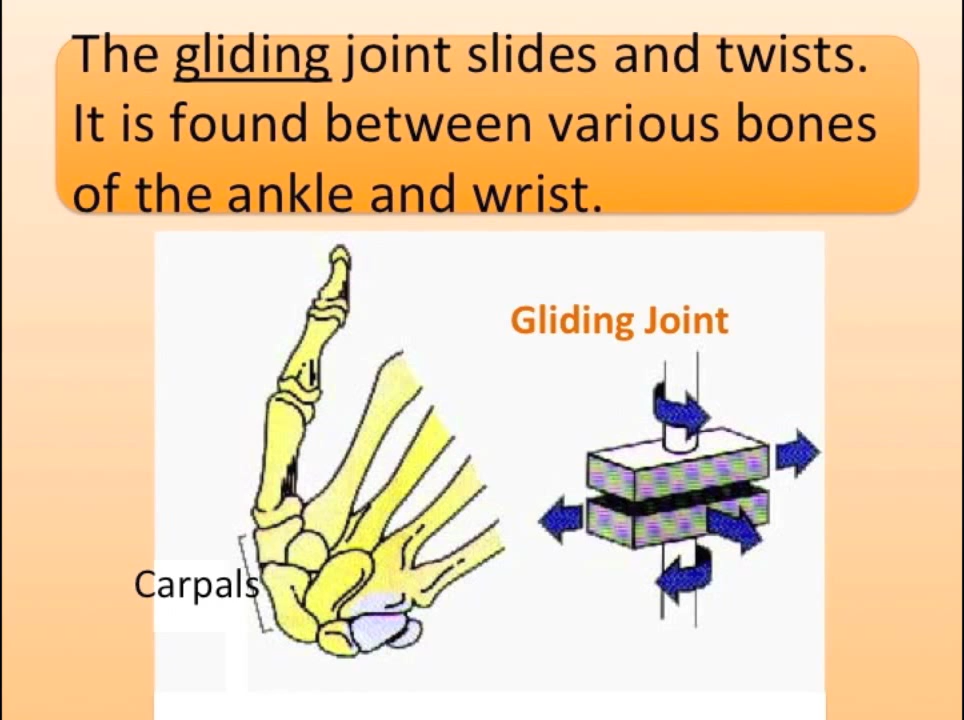 The gliding joint slides and twists.
It is found between various bones
of the ankle and wrist.
Gliding Joint
Carpals